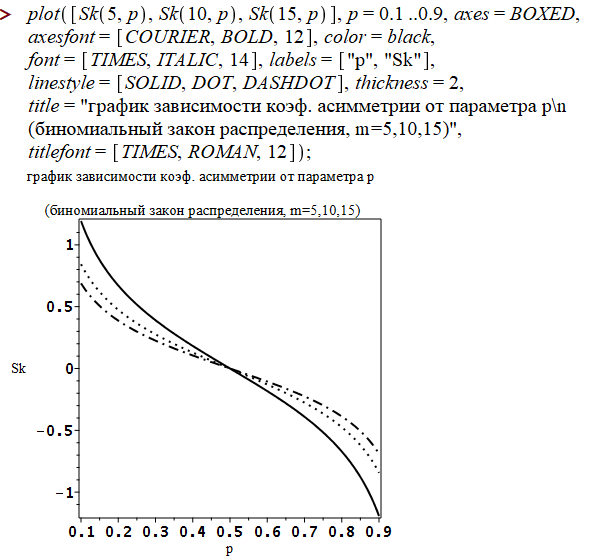 > plot([Sk(5, p), Sk(10, p), Sk(15, p)], p = 0.1 ..0.9, axes = BOXED,
axesfont = [COURIER, BOLD, 12], color = black,
font = [TIMES, ITALIC, 14], labels = ["p", "Sk"],
linestyle = [SOLID, DOT, DASHDOT], thickness = 2,
title = "график зависимости коэф. асимметрии от параметра p\n
(биномиальный закон распределения, m=5,10,15)",
titlefont = [TIMES, ROMAN, 12]);
график зависимости коэф. асимметрии от параметра p
(биномиальный закон распределения, m=5,10,15)
1
0.5
Sk 0
-0.5
-1
0.1 0.2 0.3 0.4 0.5 0.6 0.7 0.8 0.9
p